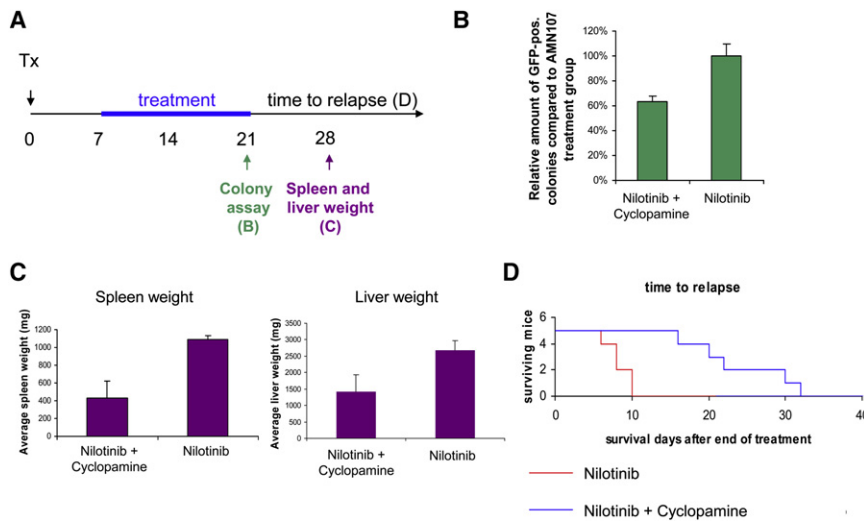 A
Tx
treatment
time to relapse (D)
0
7
14
21
28
Colony
assay
(B)
Spleen and
liver weight
(C)
B
Relative amount of GFP-pos.
colonies compared to AMN107
treatment group
120%
100%
80%
60%
40%
20%
0%
Nilotinib +
Cyclopamine
Nilotinib
C
Spleen weight
Average spleen weight (mg)
1200
1000
800
600
400
200
0
Nilotinib +
Cyclopamine
Nilotinib
Liver weight
Average liver weight (mg)
3500
3000
2500
2000
1500
1000
500
0
Nilotinib +
Cyclopamine
Nilotinib
D
time to relapse
surviving mice
6
4
2
0
0
10
20
30
40
survival days after end of treatment
Nilotinib
Nilotinib + Cyclopamine